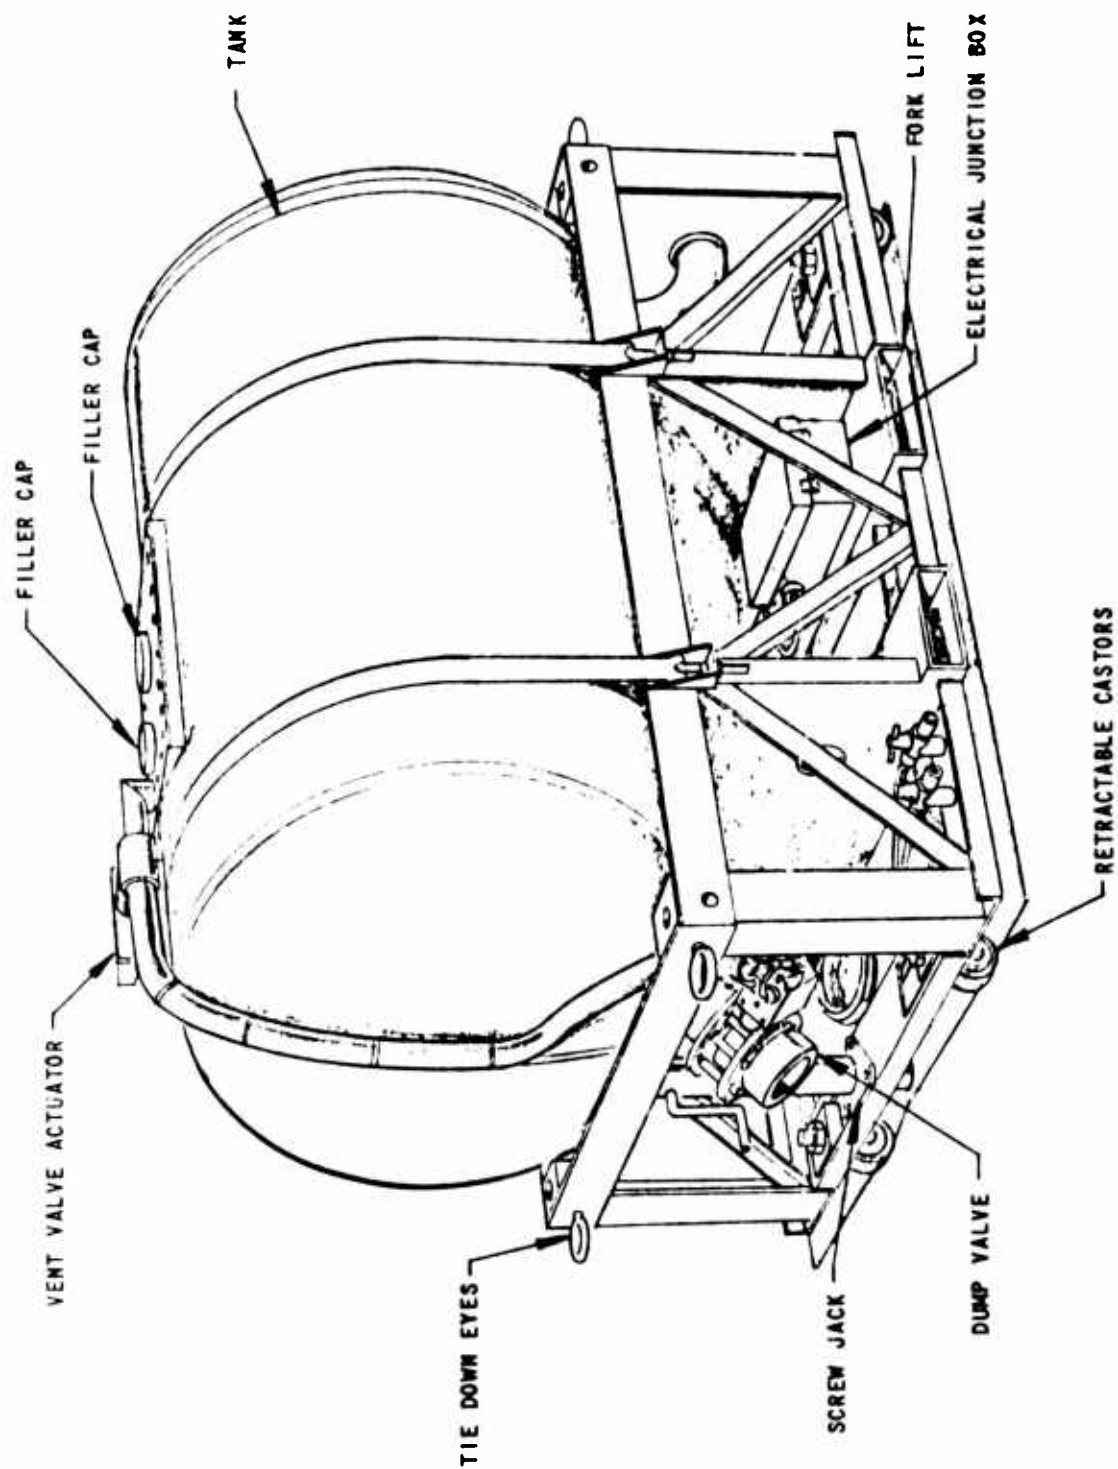 VENT VALVE ACTUATOR
FILLER CAP
FILLER CAP
TANK
TIE DOWN EYES
SCREW JACK
DUMP VALVE
RETRACTABLE CASTORS
ELECTRICAL JUNCTION BOX
FORK LIFT